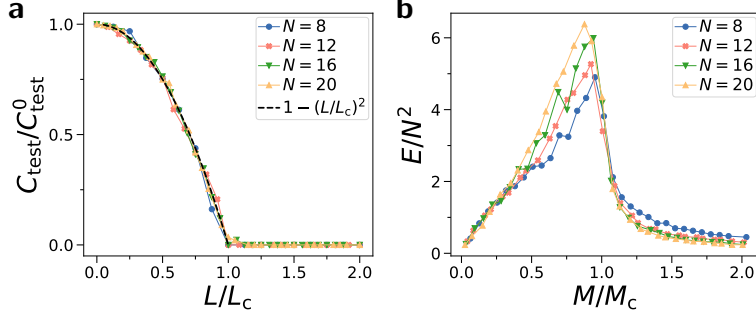 a
C_test/C⁰_test
1.0
0.5
0.0
0.0 0.5 1.0 1.5 2.0
L/L_c
N = 8
N = 12
N = 16
N = 20
1 − (L/L_c)²
b
E/N²
6
4
2
0
0.0 0.5 1.0 1.5 2.0
M/M_c
N = 8
N = 12
N = 16
N = 20